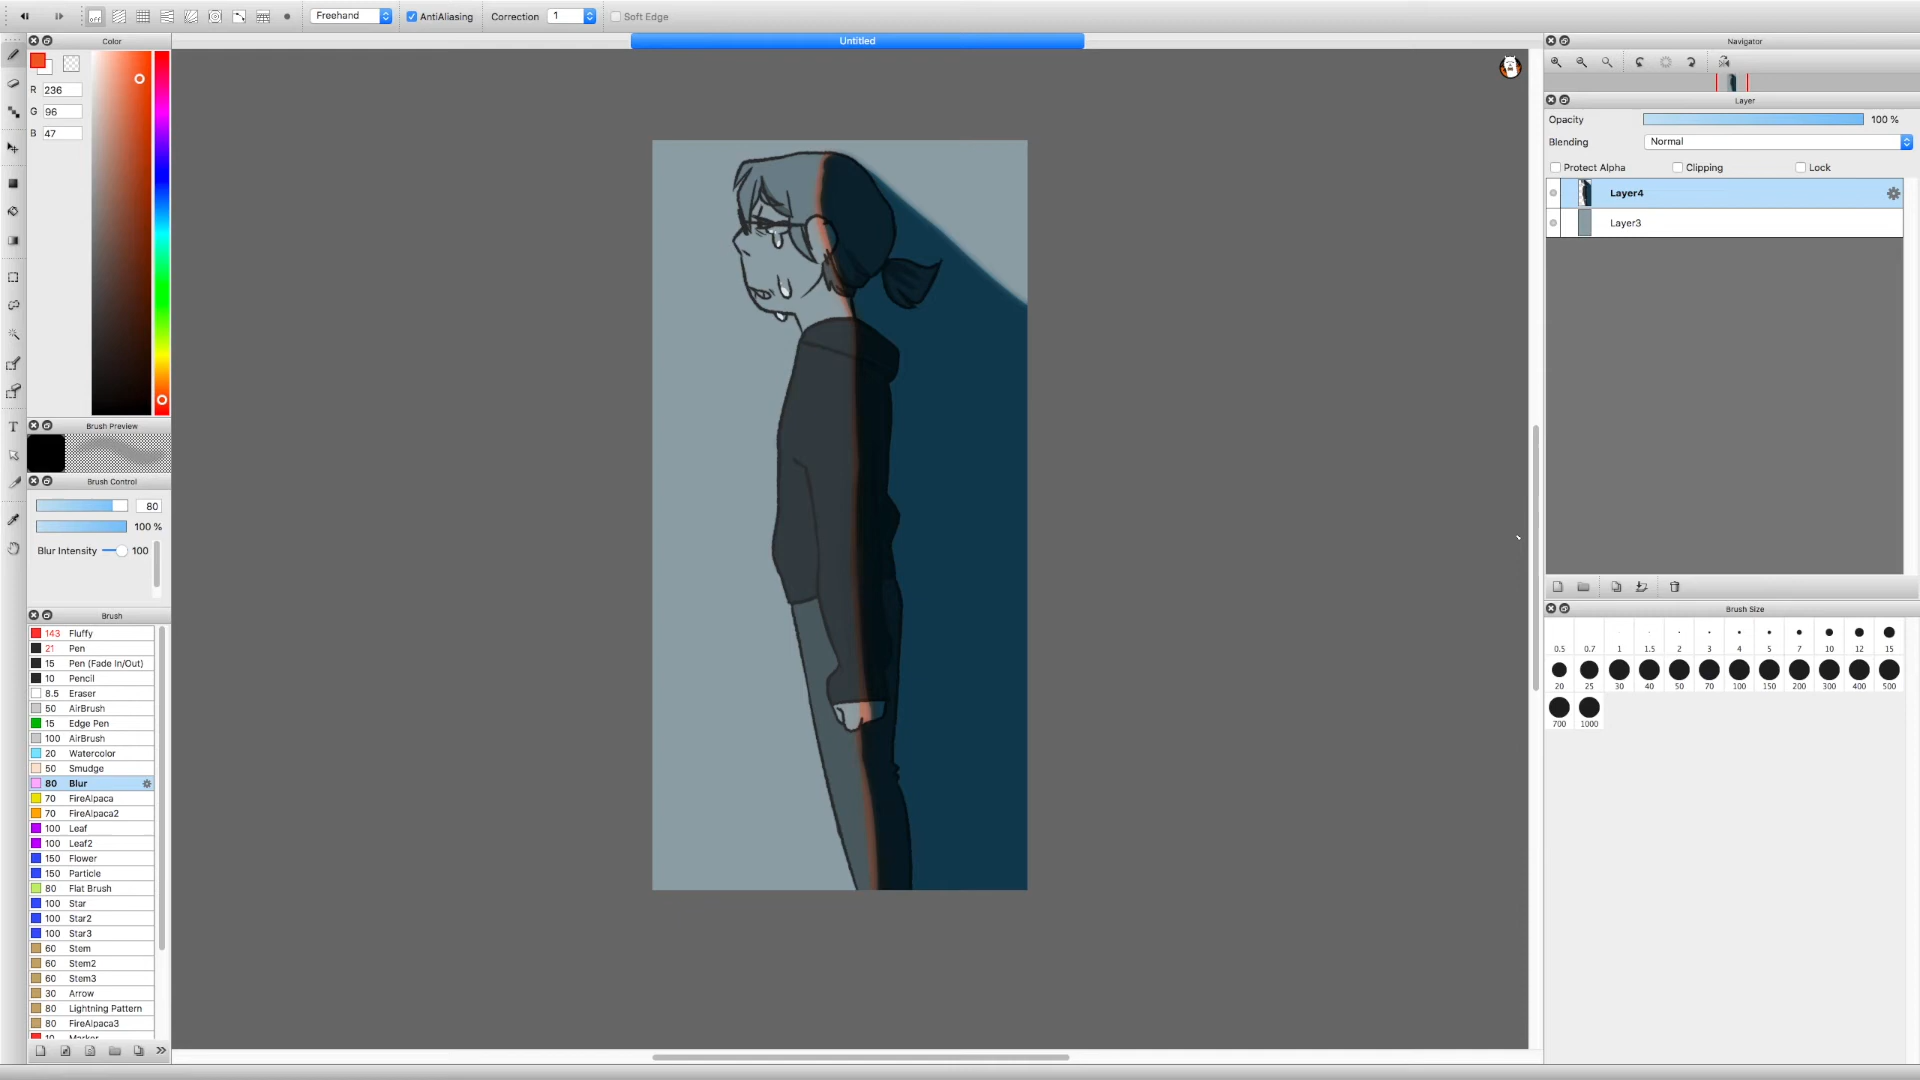 off
Freehand
AntiAliasing
Correction
1
Soft Edge
Color
Untitled
Navigator
R 236
G 96
B 47
Layer
Opacity
100 %
Blending
Normal
Protect Alpha
Clipping
Lock
Layer4
Layer3
T
Brush Preview
Brush Control
80
100 %
Blur Intensity
100
Brush
143 Fluffy
21 Pen
15 Pen (Fade In/Out)
10 Pencil
8.5 Eraser
50 AirBrush
15 Edge Pen
100 AirBrush
20 Watercolor
50 Smudge
80 Blur
70 FireAlpaca
70 FireAlpaca2
100 Leaf
100 Leaf2
150 Flower
150 Particle
80 Flat Brush
100 Star
100 Star2
100 Star3
60 Stem
60 Stem2
60 Stem3
30 Arrow
80 Lightning Pattern
80 FireAlpaca3
10 Marker
Brush Size
0.5 0.7 1 1.5 2 3 4 5 7 10 12 15
20 25 30 40 50 70 100 150 200 300 400 500
700 1000